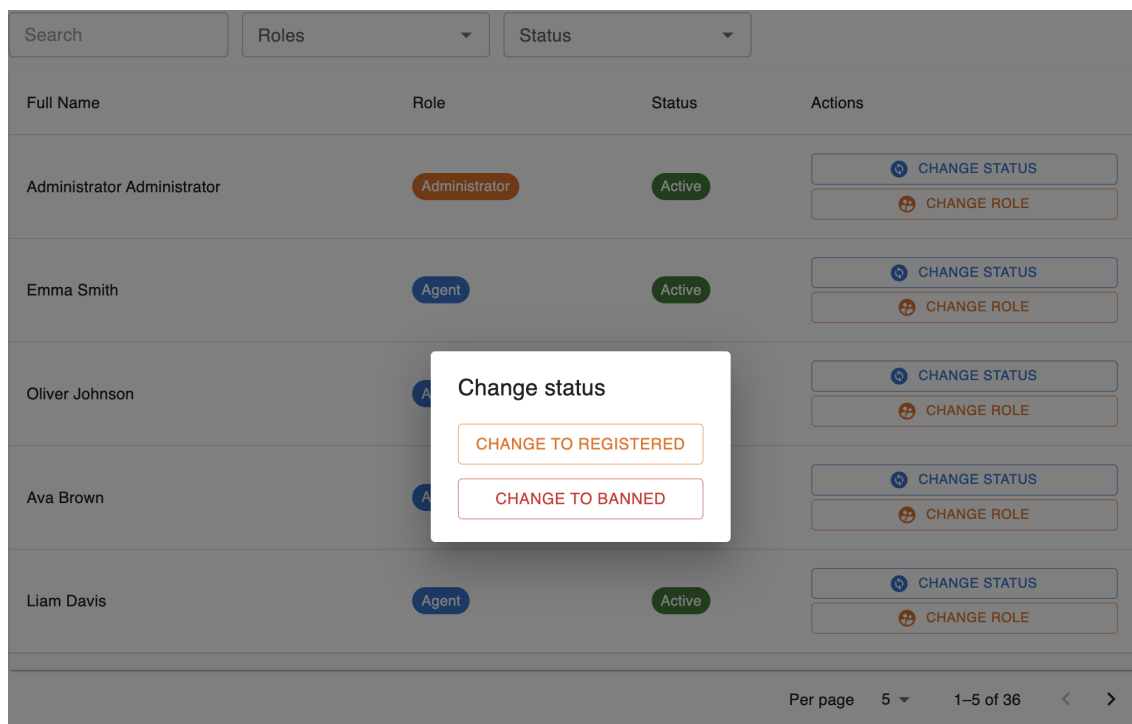 Search Roles Status
Full Name Role Status Actions
Administrator Administrator Administrator Active CHANGE STATUS
CHANGE ROLE
Emma Smith Agent Active CHANGE STATUS
CHANGE ROLE
Oliver Johnson CHANGE STATUS
CHANGE ROLE
Change status
CHANGE TO REGISTERED
CHANGE TO BANNED
Ava Brown CHANGE STATUS
CHANGE ROLE
Liam Davis Agent Active CHANGE STATUS
CHANGE ROLE
Per page 5 1–5 of 36